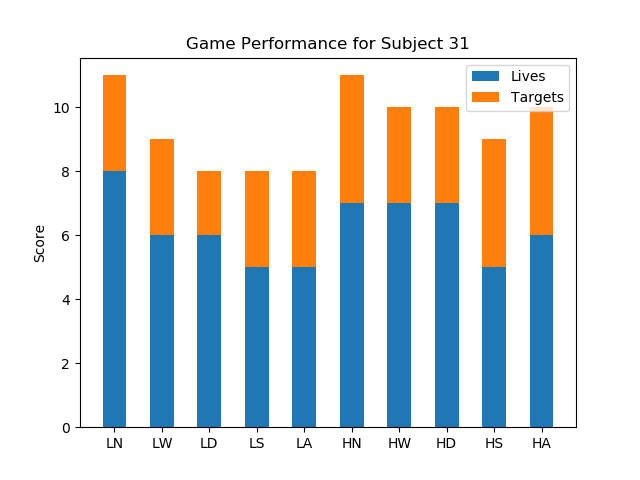 Game Performance for Subject 31
Lives
Targets
Score
10
8
6
4
2
0
LN LW LD LS LA HN HW HD HS HA